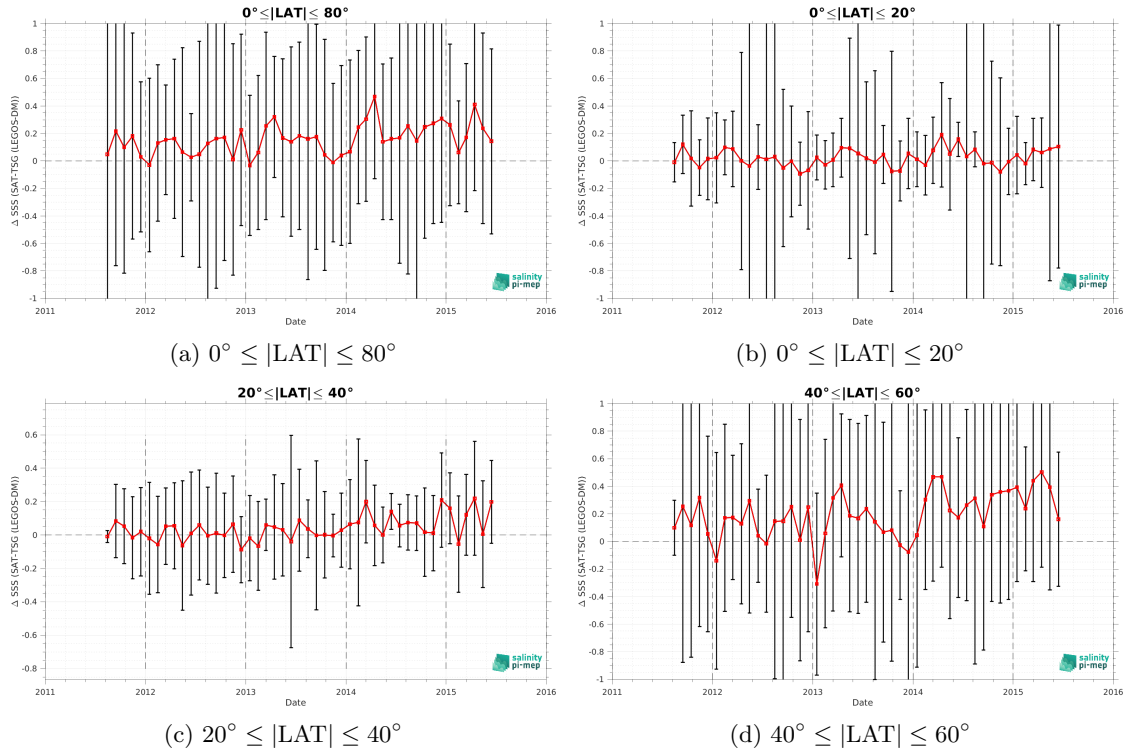 0°≤|LAT|≤ 80°
Δ SSS (SAT-TSG (LEGOS-DM))
1
0.8
0.6
0.4
0.2
0
-0.2
-0.4
-0.6
-0.8
-1
2011 2012 2013 2014 2015 2016
Date
salinity
pi-mep
(a) 0° ≤ |LAT| ≤ 80°
0°≤|LAT|≤ 20°
Δ SSS (SAT-TSG (LEGOS-DM))
1
0.8
0.6
0.4
0.2
0
-0.2
-0.4
-0.6
-0.8
-1
2011 2012 2013 2014 2015 2016
Date
salinity
pi-mep
(b) 0° ≤ |LAT| ≤ 20°
20°≤|LAT|≤ 40°
Δ SSS (SAT-TSG (LEGOS-DM))
0.6
0.4
0.2
0
-0.2
-0.4
-0.6
-0.8
2011 2012 2013 2014 2015 2016
Date
salinity
pi-mep
(c) 20° ≤ |LAT| ≤ 40°
40°≤|LAT|≤ 60°
Δ SSS (SAT-TSG (LEGOS-DM))
1
0.8
0.6
0.4
0.2
0
-0.2
-0.4
-0.6
-0.8
-1
2011 2012 2013 2014 2015 2016
Date
salinity
pi-mep
(d) 40° ≤ |LAT| ≤ 60°